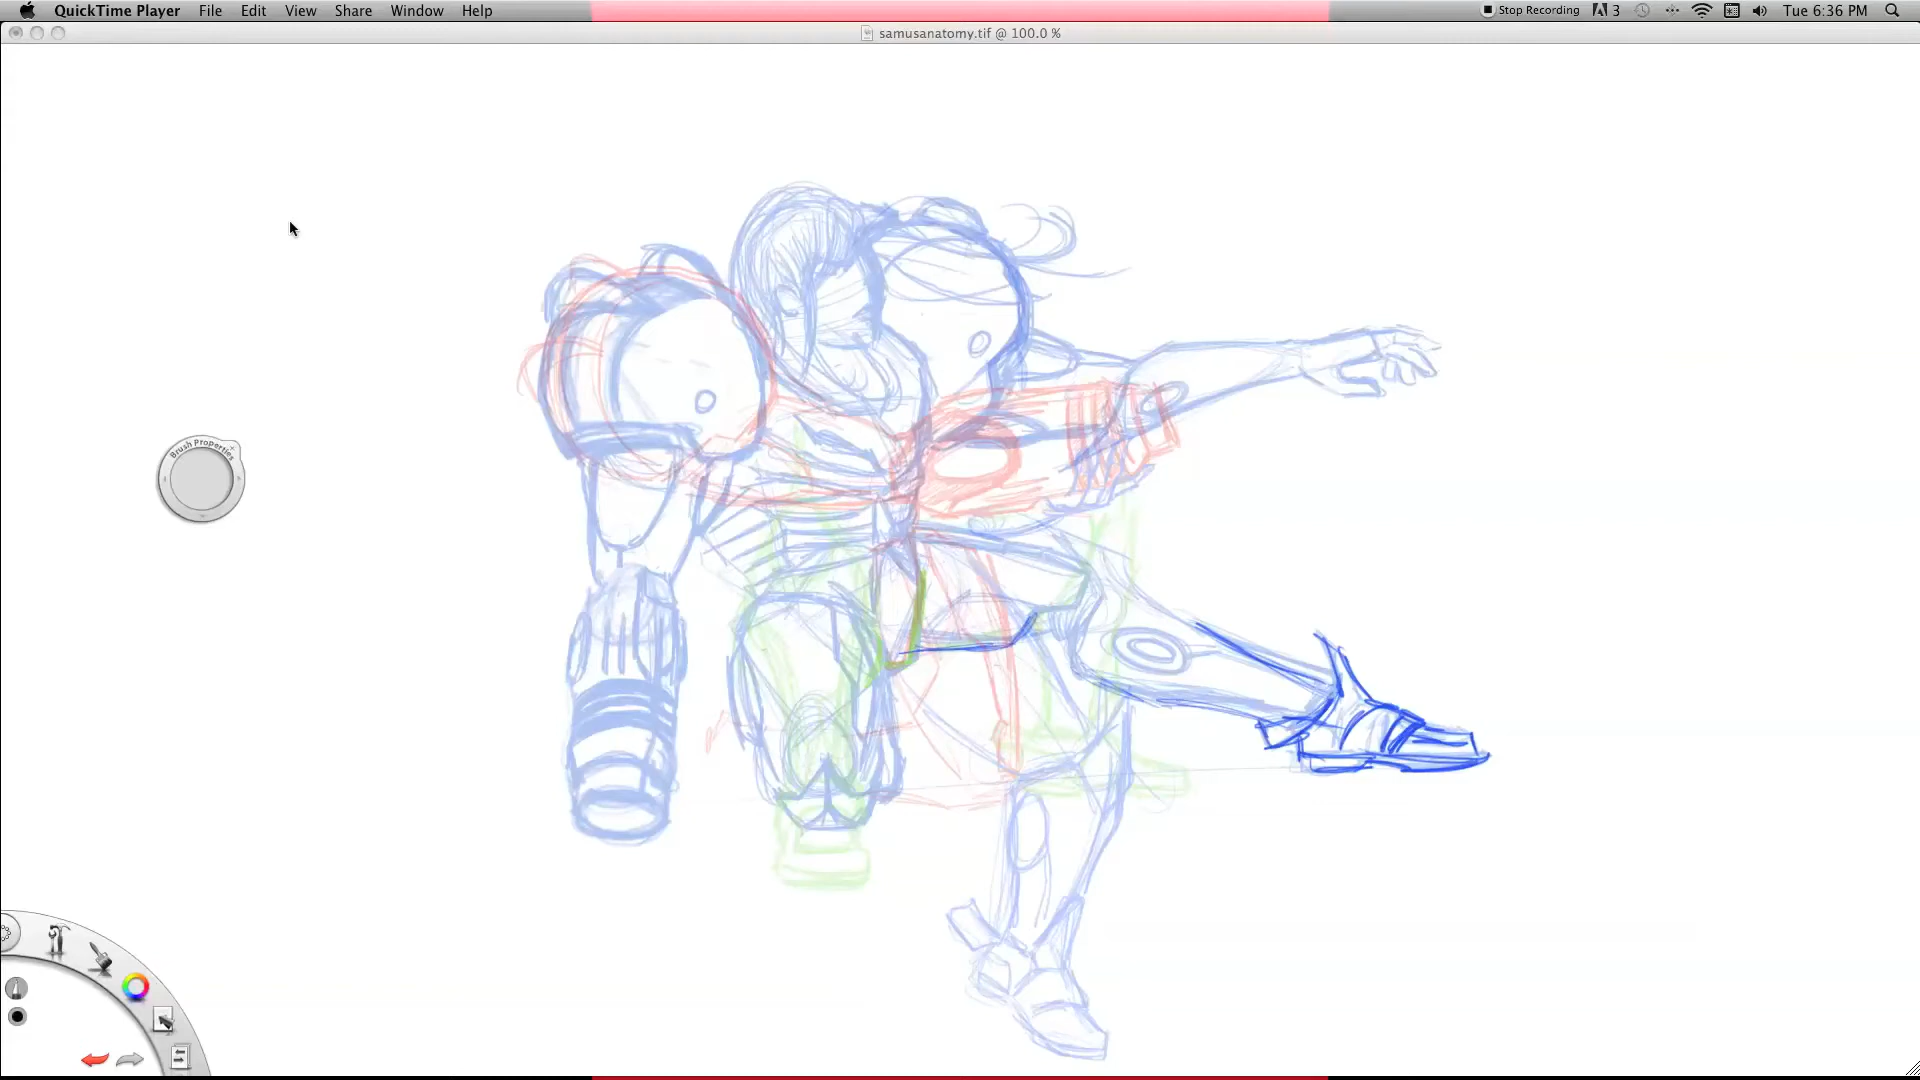 QuickTime Player File Edit View Share Window Help Stop Recording 3 Tue 6:36 PM
samusanatomy.tif @ 100.0 %
Brush Properties